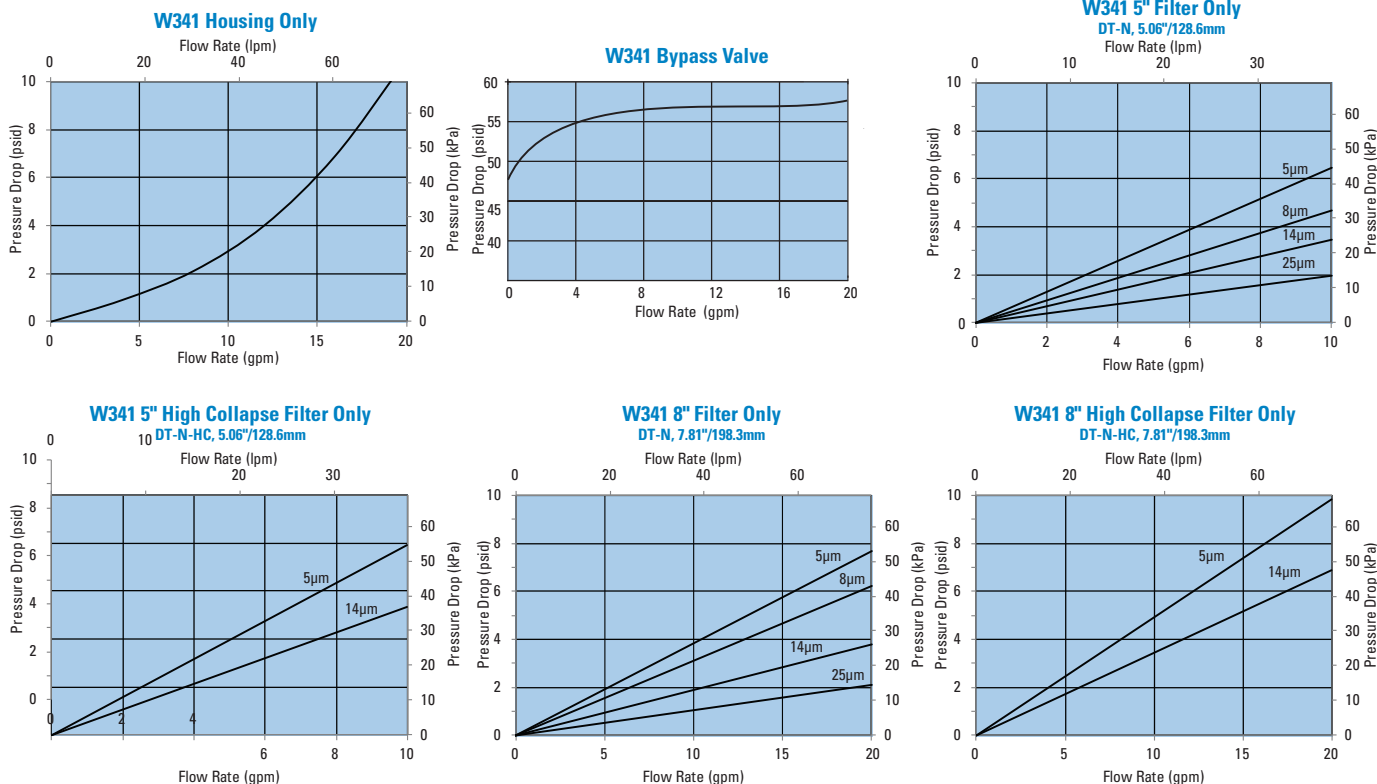 W341 Housing Only
Flow Rate (lpm)
0 20 40 60
10
8
6
4
2
0
Pressure Drop (psid)
60
50
40
30
20
10
0
Pressure Drop (kPa)
0 5 10 15 20
Flow Rate (gpm)
W341 Bypass Valve
60
55
50
45
40
Pressure Drop (psid)
0 4 8 12 16 20
Flow Rate (gpm)
W341 5" Filter Only
DT-N, 5.06"/128.6mm
Flow Rate (lpm)
0 10 20 30
10
8
6
4
2
0
Pressure Drop (psid)
5µm
8µm
14µm
25µm
60
50
40
30
20
10
0
Pressure Drop (kPa)
0 2 4 6 8 10
Flow Rate (gpm)
W341 5" High Collapse Filter Only
DT-N-HC, 5.06"/128.6mm
Flow Rate (lpm)
0 10 20 30
10
8
6
4
2
0
Pressure Drop (psid)
5µm
14µm
60
50
40
30
20
10
0
Pressure Drop (kPa)
0 2 4 6 8 10
Flow Rate (gpm)
W341 8" Filter Only
DT-N, 7.81"/198.3mm
Flow Rate (lpm)
0 20 40 60
10
8
6
4
2
0
Pressure Drop (psid)
5µm
8µm
14µm
25µm
60
50
40
30
20
10
0
Pressure Drop (kPa)
0 5 10 15 20
Flow Rate (gpm)
W341 8" High Collapse Filter Only
DT-N-HC, 7.81"/198.3mm
Flow Rate (lpm)
0 20 40 60
10
8
6
4
2
0
Pressure Drop (psid)
5µm
14µm
60
50
40
30
20
10
0
Pressure Drop (kPa)
0 5 10 15 20
Flow Rate (gpm)